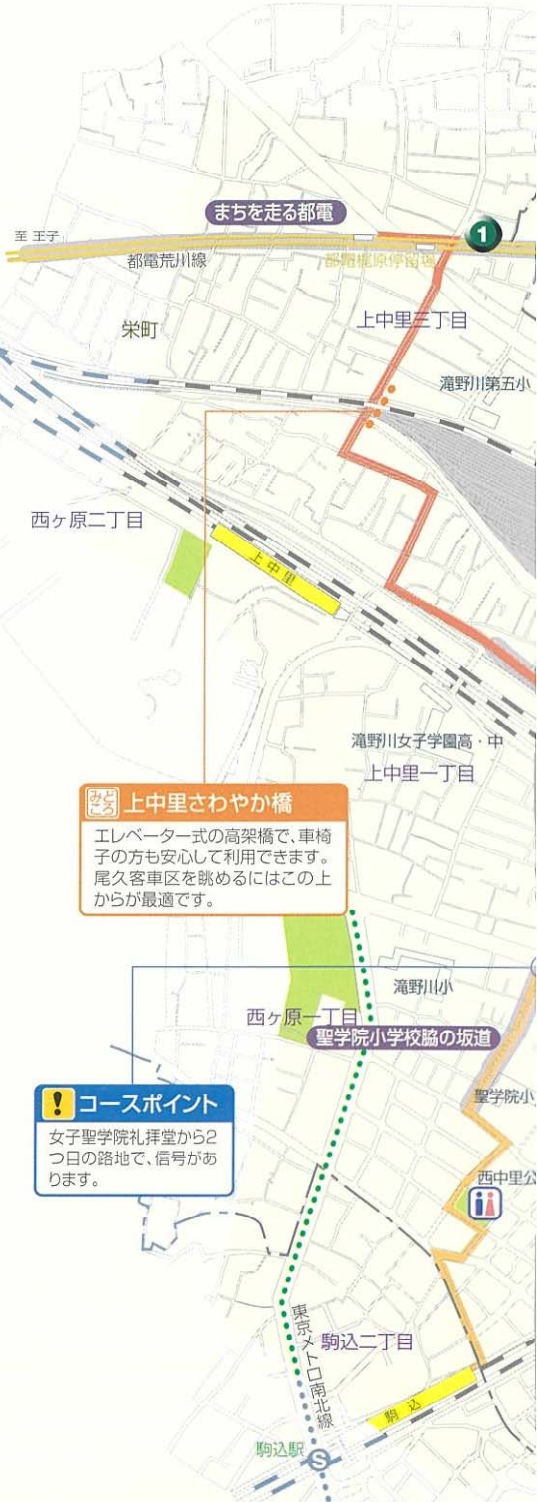 まちを走る都電
1
至 王子
都電荒川線
都電梶原停留場
栄町
上中里三丁目
滝野川第五小
西ヶ原二丁目
上中里
滝野川女子学園高・中
上中里一丁目
みどころ 上中里さわやか橋
エレベーター式の高架橋で、車椅
子の方も安心して利用できます。
尾久客車区を眺めるにはこの上
からが最適です。
滝野川小
西ヶ原一丁目
聖学院小学校脇の坂道
! コースポイント
女子聖学院礼拝堂から2
つ目の路地で、信号があ
ります。
聖学院小
西中里公
東京メトロ南北線
駒込二丁目
駒込
駒込駅
S